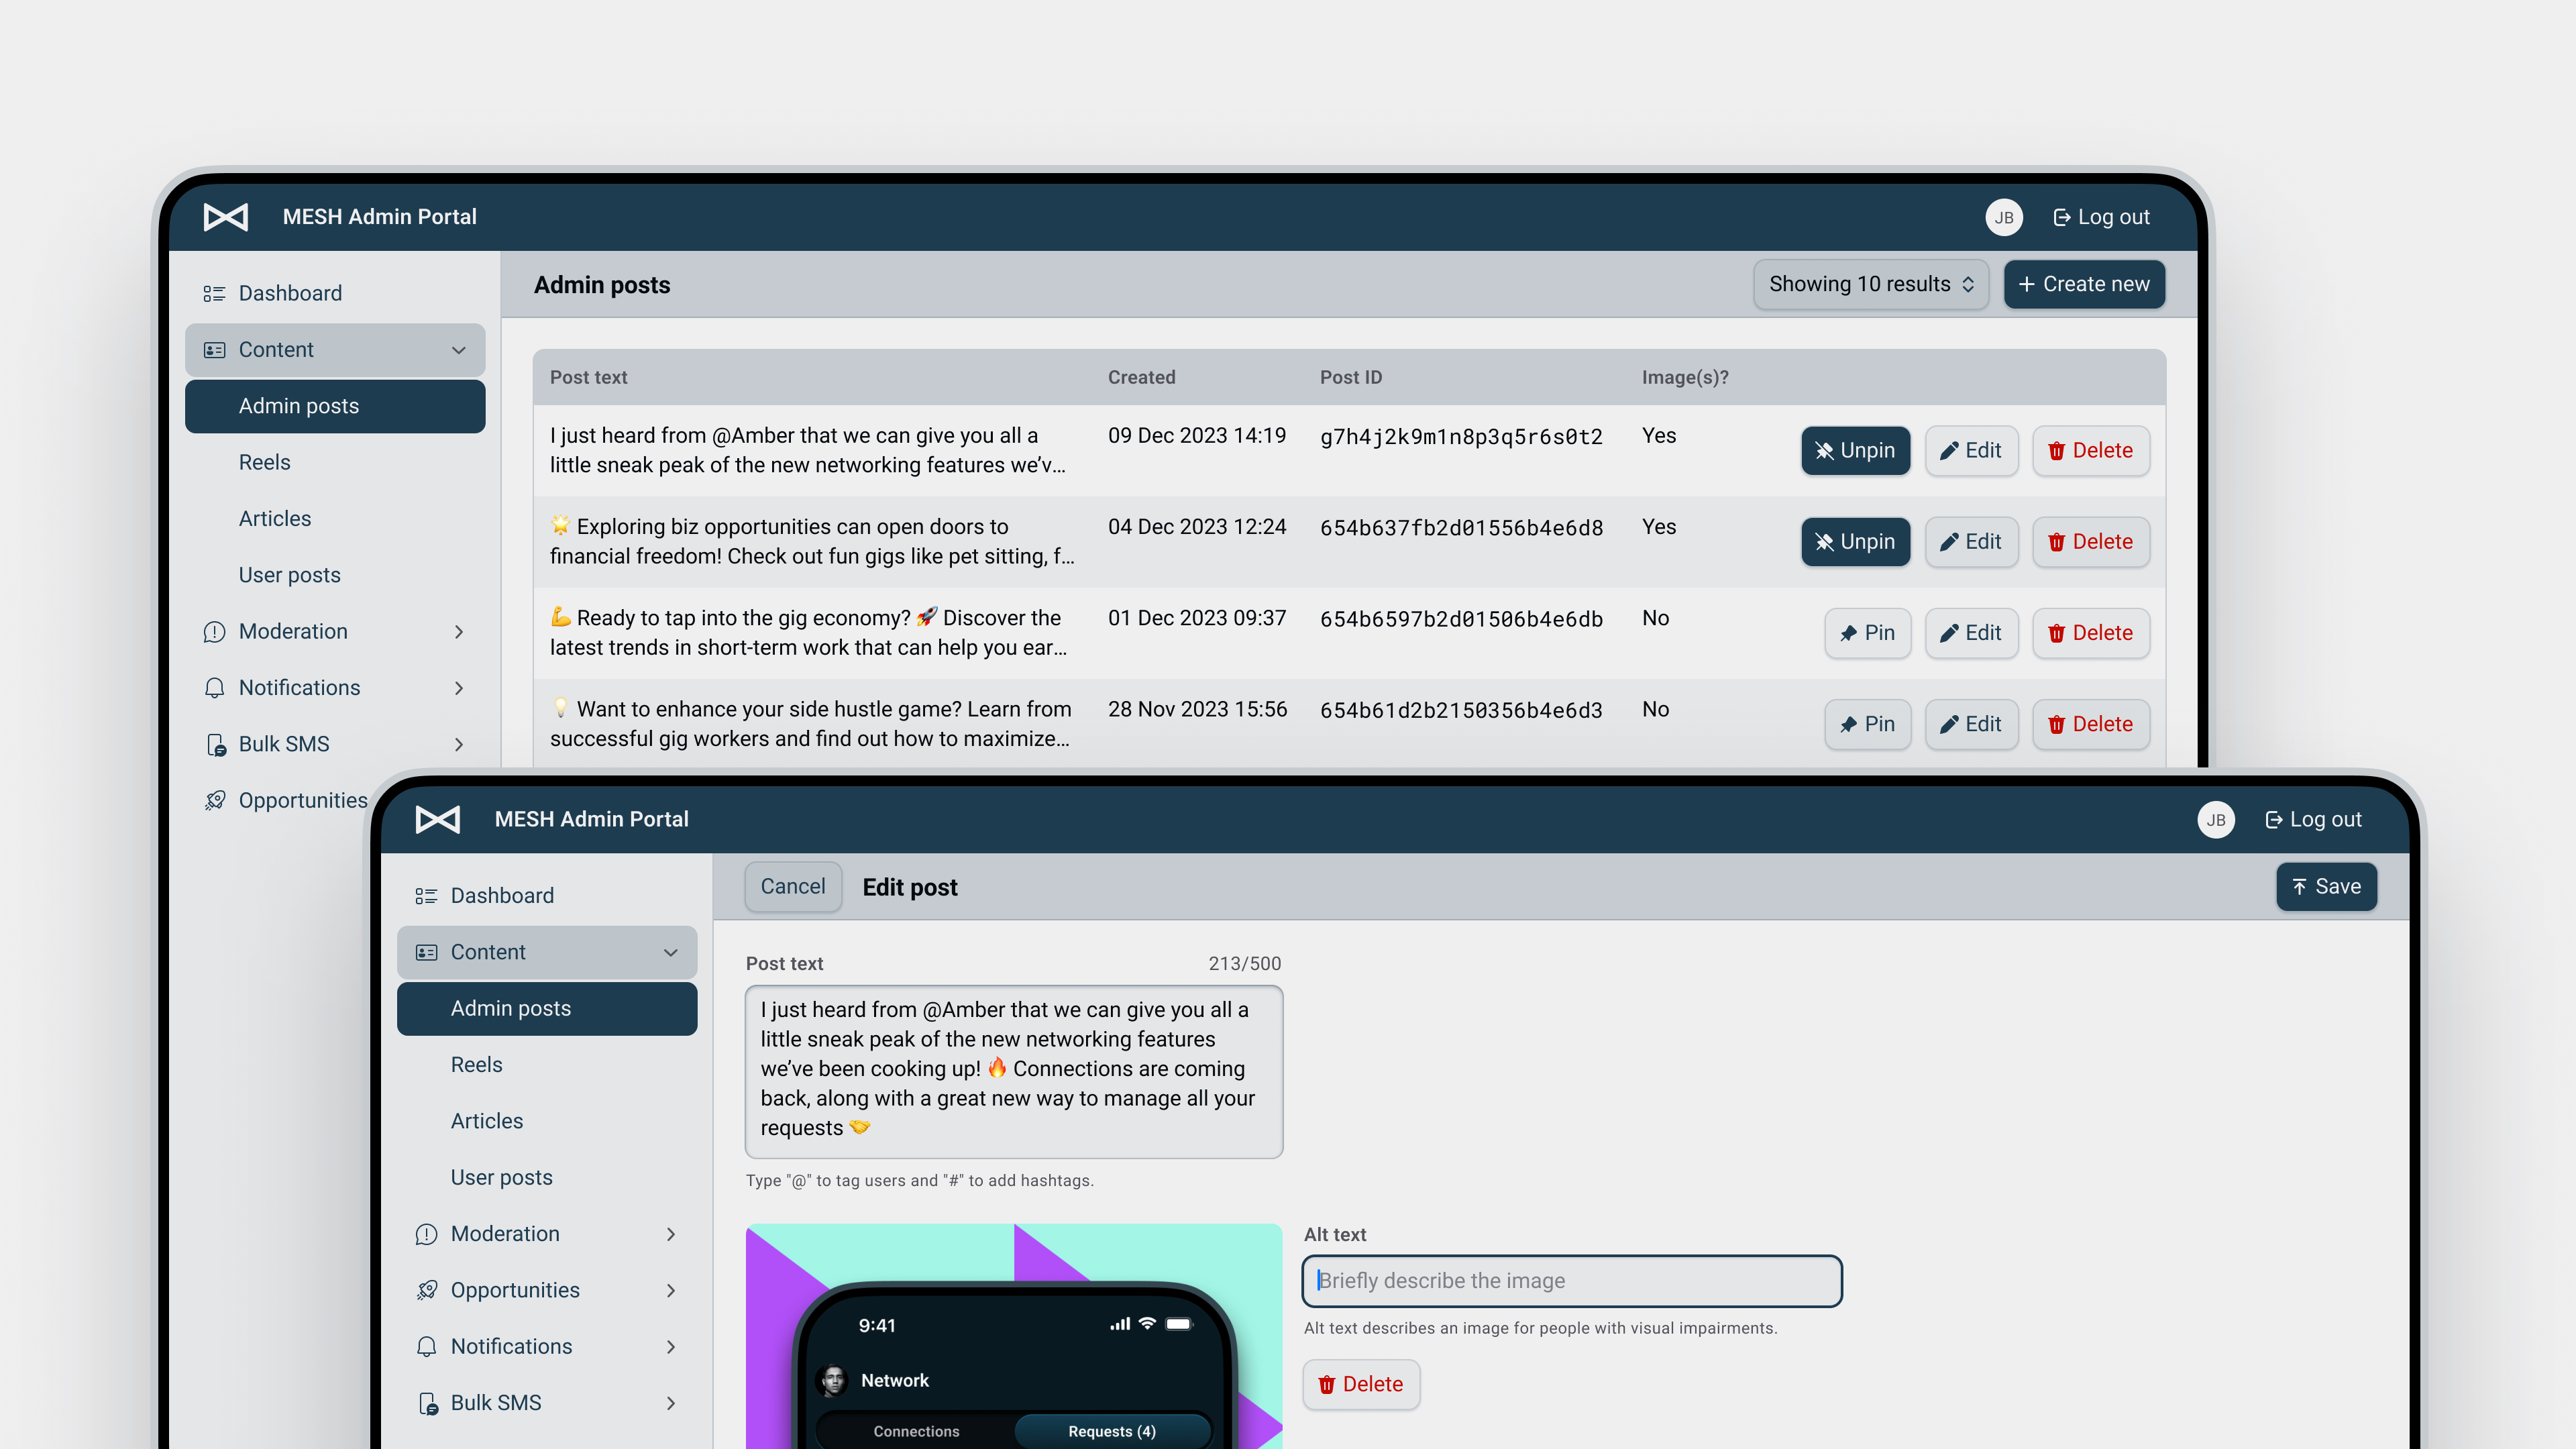 MESH Admin Portal
JB
Log out
Dashboard
Content
Admin posts
Reels
Articles
User posts
Moderation
Notifications
Bulk SMS
Opportunities
Admin posts
Showing 10 results
+ Create new
Post text Created Post ID Image(s)?
I just heard from @Amber that we can give you all a
little sneak peak of the new networking features we’v…
09 Dec 2023 14:19 g7h4j2k9m1n8p3q5r6s0t2 Yes
Unpin Edit Delete
🌟 Exploring biz opportunities can open doors to
financial freedom! Check out fun gigs like pet sitting, f…
04 Dec 2023 12:24 654b637fb2d01556b4e6d8 Yes
Unpin Edit Delete
💪 Ready to tap into the gig economy? 🚀 Discover the
latest trends in short-term work that can help you ear…
01 Dec 2023 09:37 654b6597b2d01506b4e6db No
Pin Edit Delete
💡 Want to enhance your side hustle game? Learn from
successful gig workers and find out how to maximize…
28 Nov 2023 15:56 654b61d2b2150356b4e6d3 No
Pin Edit Delete
MESH Admin Portal
JB
Log out
Dashboard
Content
Admin posts
Reels
Articles
User posts
Moderation
Opportunities
Notifications
Bulk SMS
Cancel
Edit post
Save
Post text 213/500
I just heard from @Amber that we can give you all a
little sneak peak of the new networking features
we’ve been cooking up! 🔥 Connections are coming
back, along with a great new way to manage all your
requests 🤝
Type "@" to tag users and "#" to add hashtags.
9:41
Network
Connections Requests (4)
Alt text
Briefly describe the image
Alt text describes an image for people with visual impairments.
Delete